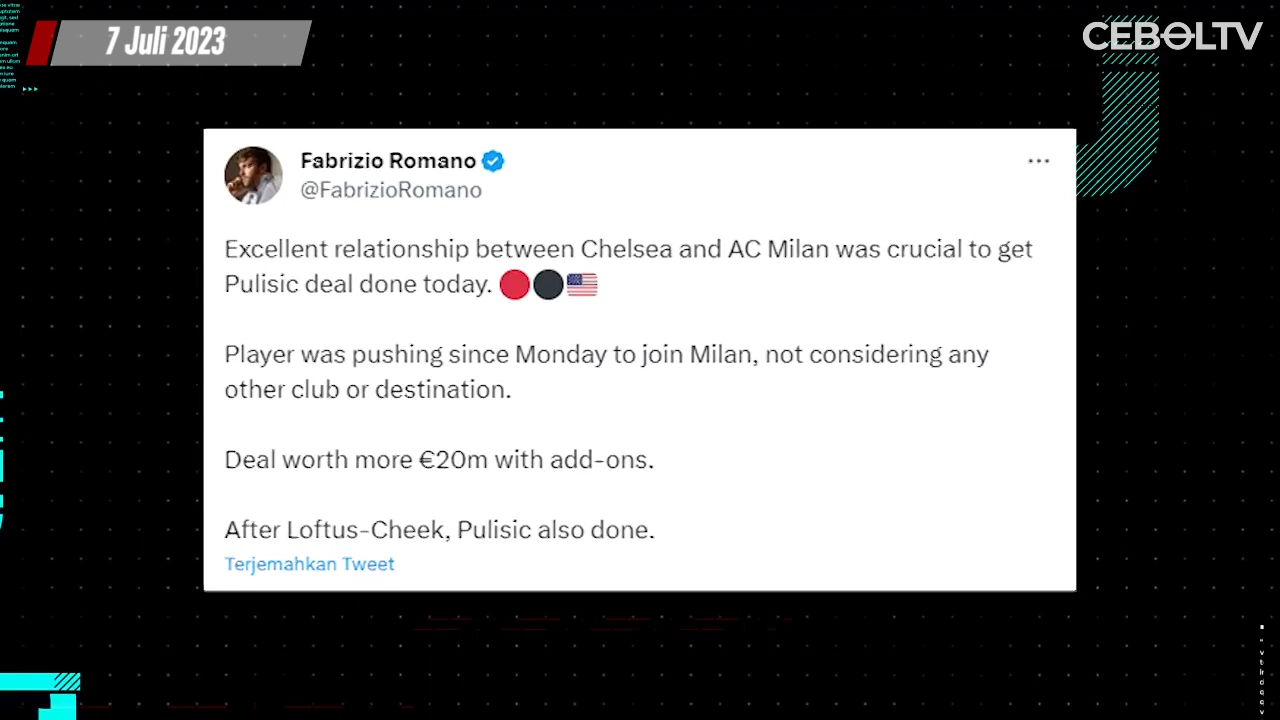 7 Juli 2023
CEBOLTV
Fabrizio Romano
@FabrizioRomano
Excellent relationship between Chelsea and AC Milan was crucial to get
Pulisic deal done today. 🔴⚫🇺🇸
Player was pushing since Monday to join Milan, not considering any
other club or destination.
Deal worth more €20m with add-ons.
After Loftus-Cheek, Pulisic also done.
Terjemahkan Tweet